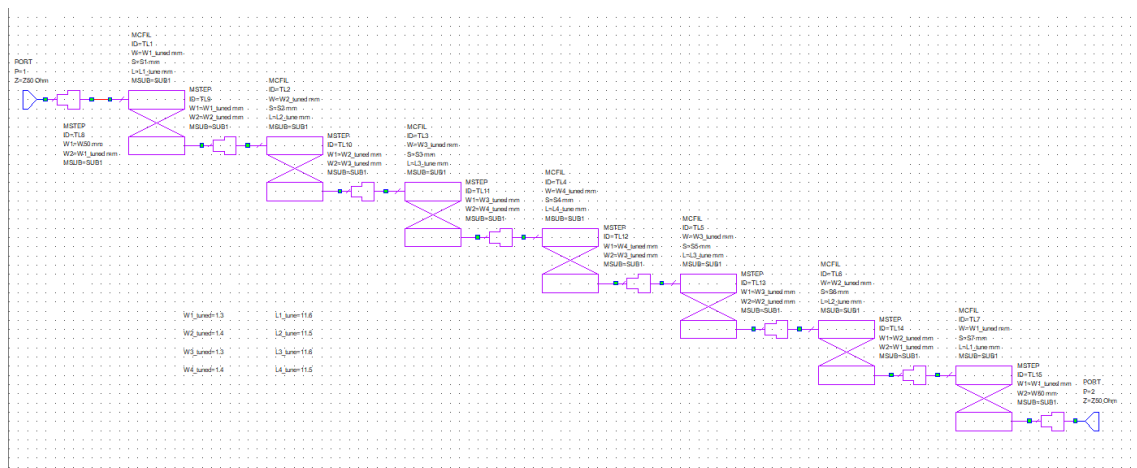 PORT
P=1
Z=Z50 Ohm
MCFIL
ID=TL1
W=W1_tuned mm
S=S1 mm
L=L1_tune mm
MSUB=SUB1
MSTEP
ID=TL8
W1=W50 mm
W2=W1_tuned mm
MSUB=SUB1
MSTEP
ID=TL9
W1=W1_tuned mm
W2=W2_tuned mm
MSUB=SUB1
MCFIL
ID=TL2
W=W2_tuned mm
S=S2 mm
L=L2_tune mm
MSUB=SUB1
MSTEP
ID=TL10
W1=W2_tuned mm
W2=W3_tuned mm
MSUB=SUB1
MCFIL
ID=TL3
W=W3_tuned mm
S=S3 mm
L=L3_tune mm
MSUB=SUB1
MSTEP
ID=TL11
W1=W3_tuned mm
W2=W4_tuned mm
MSUB=SUB1
MCFIL
ID=TL4
W=W4_tuned mm
S=S4 mm
L=L4_tune mm
MSUB=SUB1
MSTEP
ID=TL12
W1=W4_tuned mm
W2=W3_tuned mm
MSUB=SUB1
MCFIL
ID=TL5
W=W3_tuned mm
S=S5 mm
L=L3_tune mm
MSUB=SUB1
MSTEP
ID=TL13
W1=W3_tuned mm
W2=W2_tuned mm
MSUB=SUB1
MCFIL
ID=TL6
W=W2_tuned mm
S=S6 mm
L=L2_tune mm
MSUB=SUB1
MSTEP
ID=TL14
W1=W2_tuned mm
W2=W1_tuned mm
MSUB=SUB1
MCFIL
ID=TL7
W=W1_tuned mm
S=S7 mm
L=L1_tune mm
MSUB=SUB1
MSTEP
ID=TL15
W1=W1_tuned mm
W2=W50 mm
MSUB=SUB1
PORT
P=2
Z=Z50 Ohm
W1_tuned=1.3
L1_tune=11.6
W2_tuned=1.4
L2_tune=11.5
W3_tuned=1.3
L3_tune=11.6
W4_tuned=1.4
L4_tune=11.5